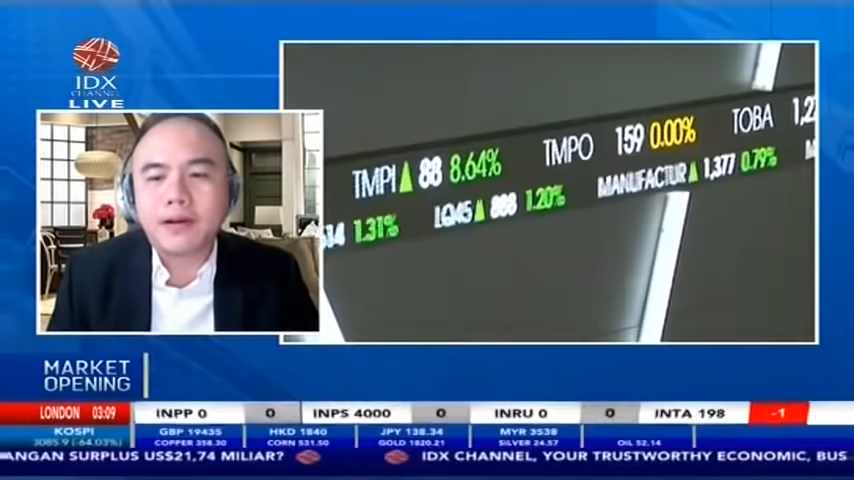 IDX
CHANNEL
LIVE
TMPI 88 8.64%
TMPO 159 0.00%
TOBA
1.31%
LQ45 888 1.20%
MANUFACTUR 1,377 0.79%
MARKET
OPENING
LONDON 03:09
INPP 0 0 INPS 4000 0 INRU 0 0 INTA 198 -1
KOSPI
3085.9 (-64.03%)
GBP 19435 HKD 1840 JPY 138.34 MYR 3538
COPPER 358.30 CORN 531.50 GOLD 1820.21 SILVER 24.57 OIL 52.14
ANGAN SURPLUS US$21,74 MILIAR? IDX CHANNEL, YOUR TRUSTWORTHY ECONOMIC, BUS